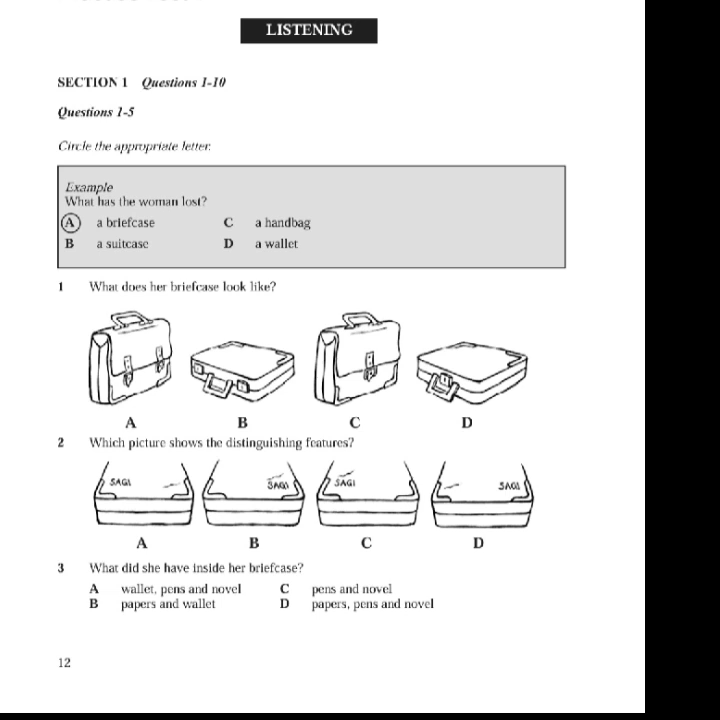 LISTENING
SECTION 1 Questions 1-10
Questions 1-5
Circle the appropriate letter.
Example
What has the woman lost?
A a briefcase C a handbag
B a suitcase D a wallet
1 What does her briefcase look like?
A B C D
2 Which picture shows the distinguishing features?
SAGI SAGI SAGI SAGI
A B C D
3 What did she have inside her briefcase?
A wallet, pens and novel C pens and novel
B papers and wallet D papers, pens and novel
12